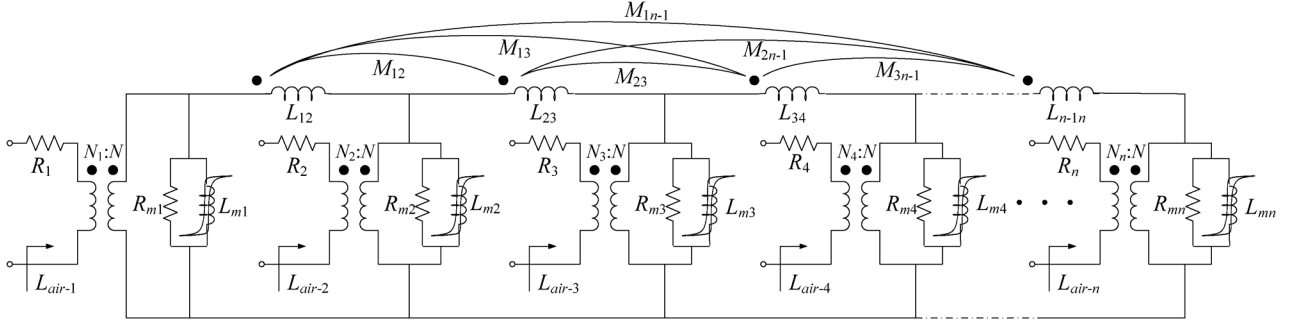 M1n-1
M13
M2n-1
M12
M23
M3n-1
L12
L23
L34
Ln-1n
R1
N1:N
R2
N2:N
R3
N3:N
R4
N4:N
Rn
Nn:N
Rm1
Lm1
Rm2
Lm2
Rm3
Lm3
Rm4
Lm4
• • •
Rmn
Lmn
Lair-1
Lair-2
Lair-3
Lair-4
Lair-n